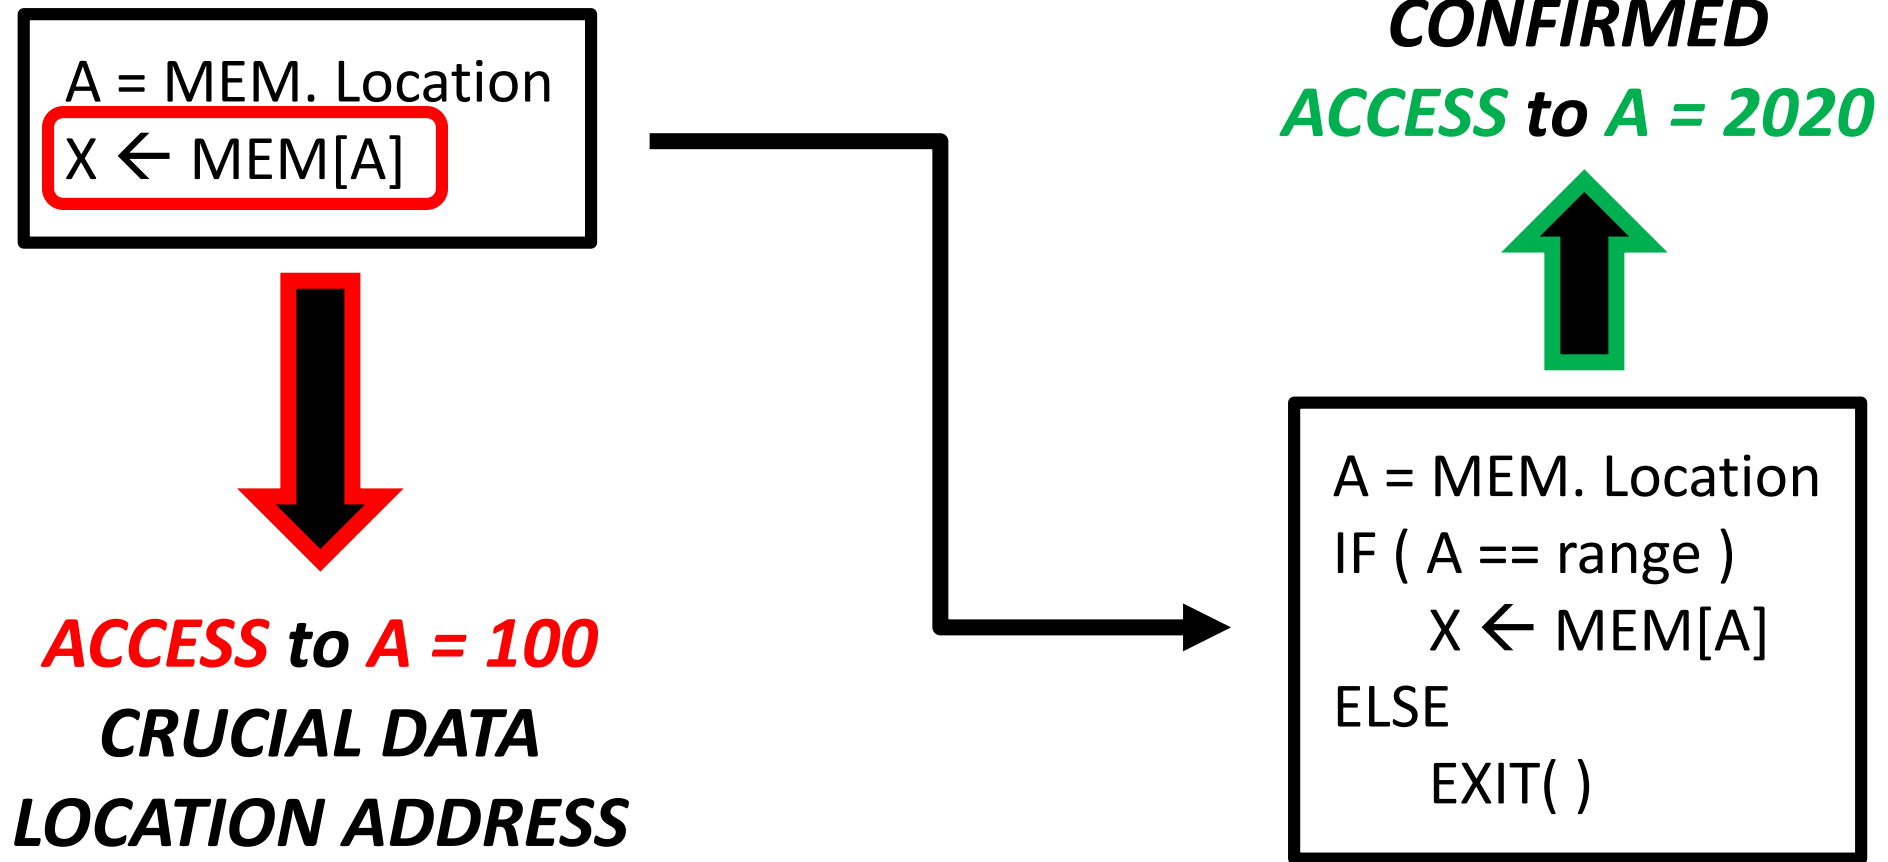 A = MEM. Location
X ← MEM[A]
ACCESS to A = 100
CRUCIAL DATA
LOCATION ADDRESS
CONFIRMED
ACCESS to A = 2020
A = MEM. Location
IF ( A == range )
X ← MEM[A]
ELSE
EXIT( )